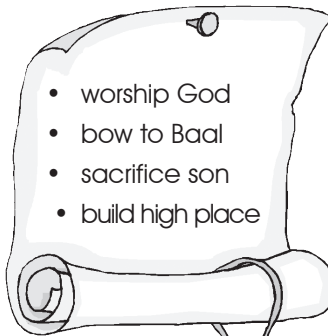 • worship God
• bow to Baal
• sacrifice son
• build high place